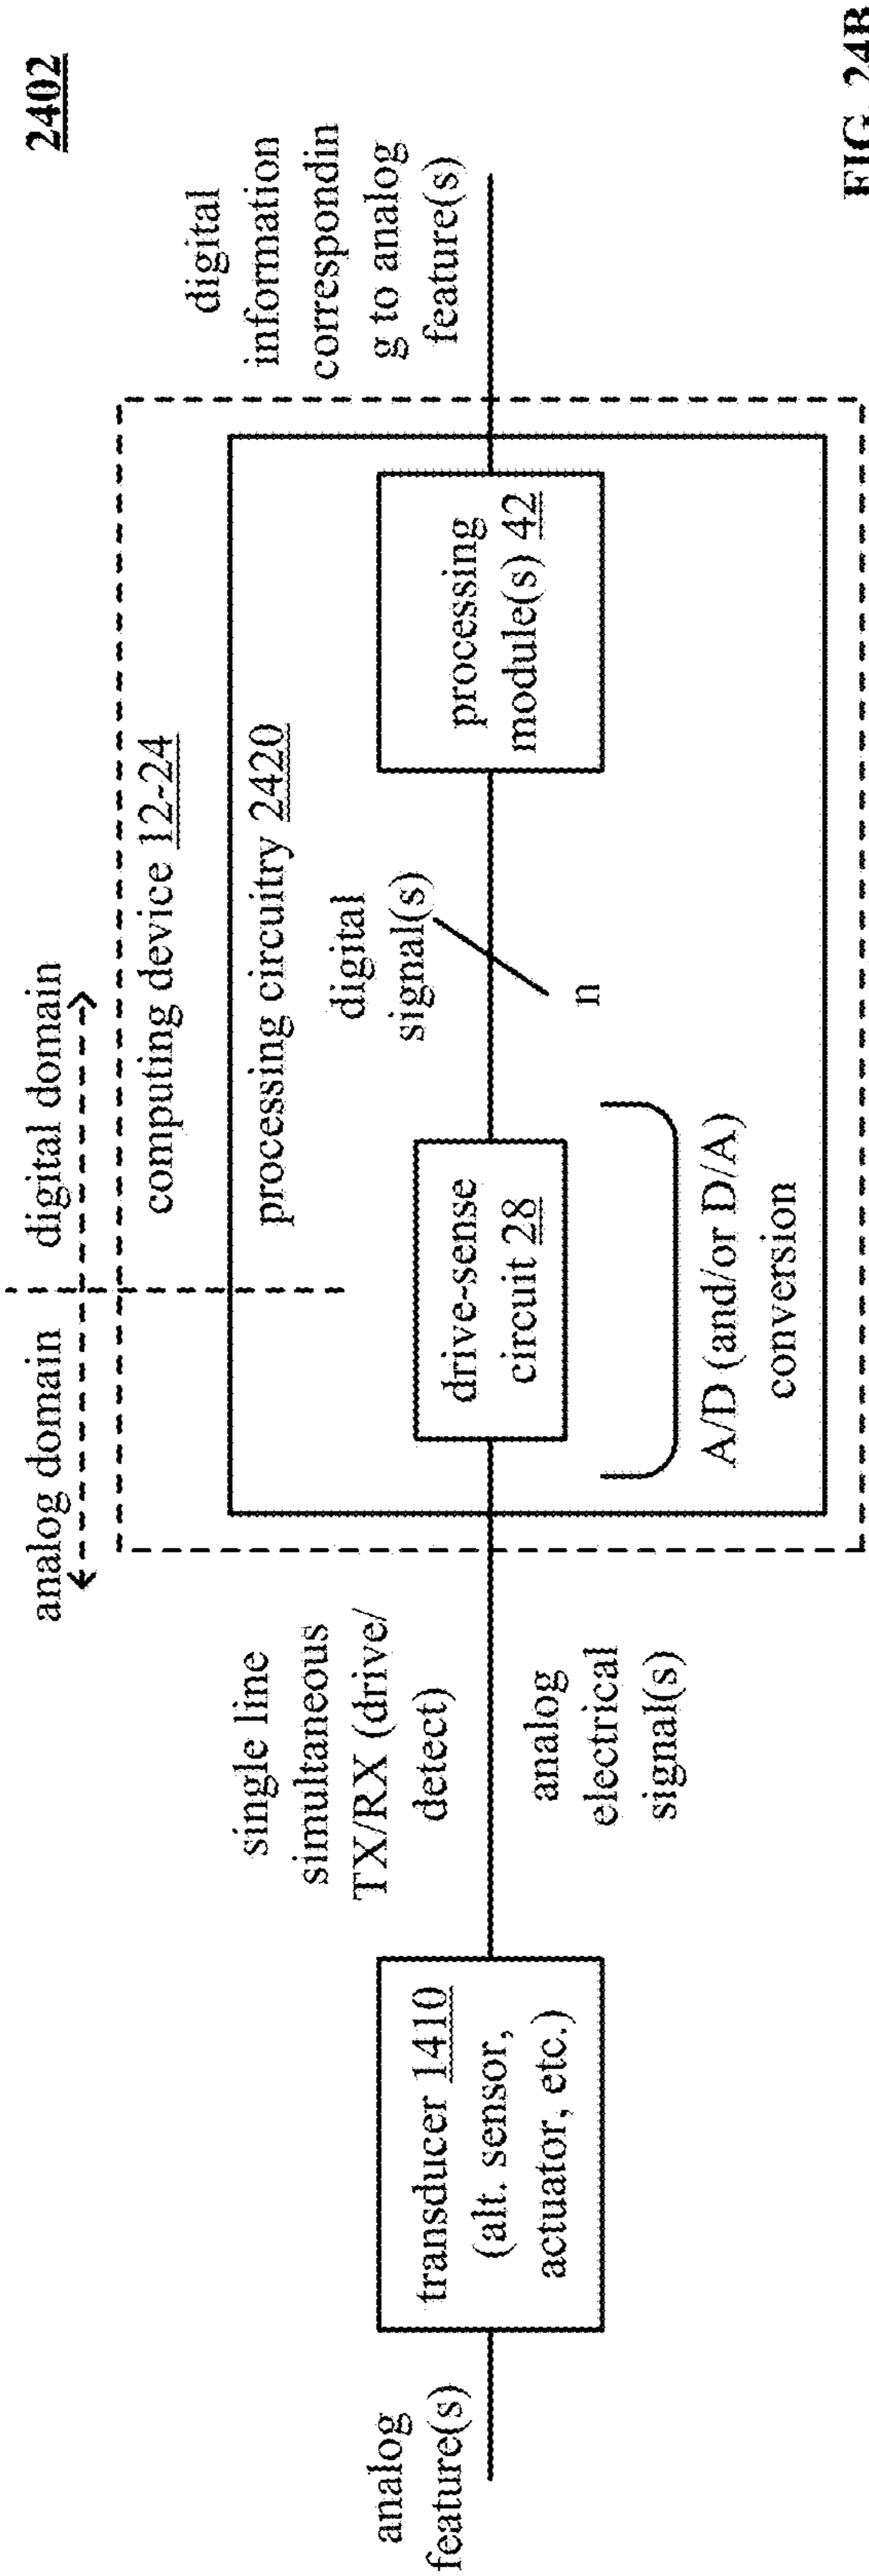 2402
analog domain
digital domain
computing device 12-24
processing circuitry 2420
analog
feature(s)
transducer 1410
(alt. sensor,
actuator, etc.)
single line
simultaneous
TX/RX (drive/
detect)
analog
electrical
signal(s)
drive-sense
circuit 28
A/D (and/or D/A)
conversion
digital
signal(s)
n
processing
module(s) 42
digital
information
correspondin
g to analog
feature(s)
FIG. 24B